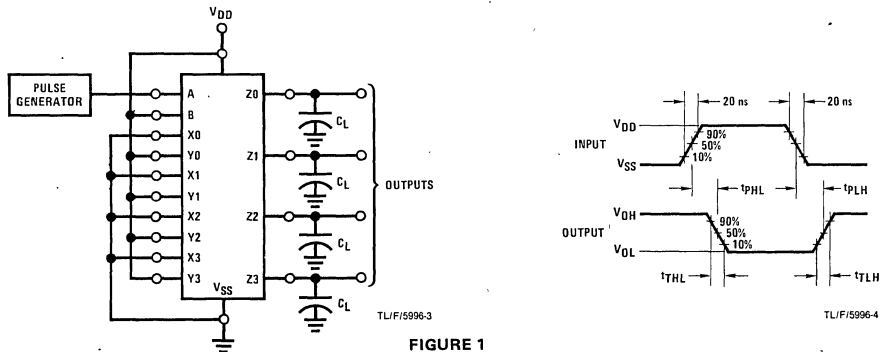 VDD
PULSE GENERATOR
A
B
X0
Y0
X1
Y1
X2
Y2
X3
Y3
VSS
Z0
Z1
Z2
Z3
CL
CL
CL
CL
OUTPUTS
TL/F/5996-3
20 ns
20 ns
VDD
INPUT
VSS
90%
50%
10%
tPHL
tPLH
VOH
OUTPUT
VOL
90%
50%
10%
tTHL
tTLH
TL/F/5996-4
FIGURE 1